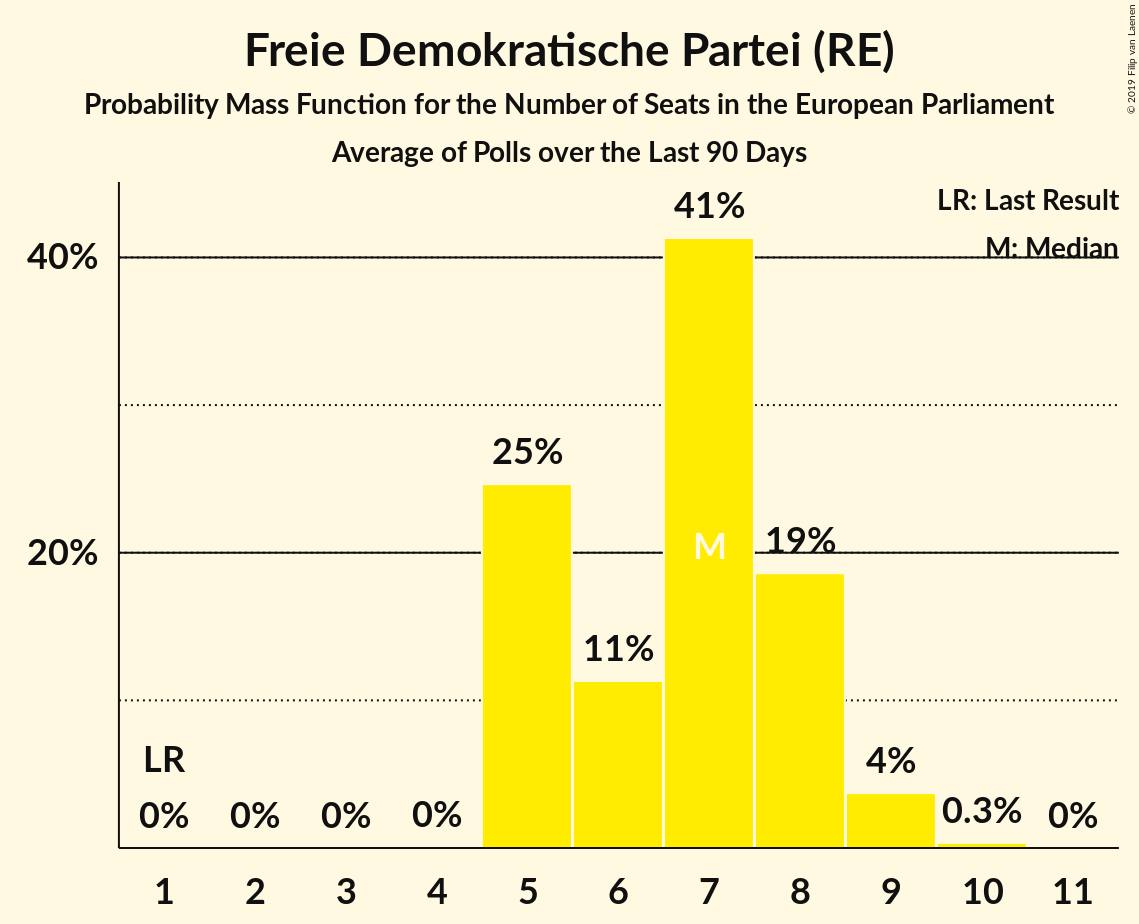 Freie Demokratische Partei (RE)
Probability Mass Function for the Number of Seats in the European Parliament
Average of Polls over the Last 90 Days
© 2019 Filip van Laenen
LR: Last Result
M: Median
41%
40%
25%
20%
M
19%
11%
LR
4%
0%
0%
0%
0%
0.3%
0%
1 2 3 4 5 6 7 8 9 10 11